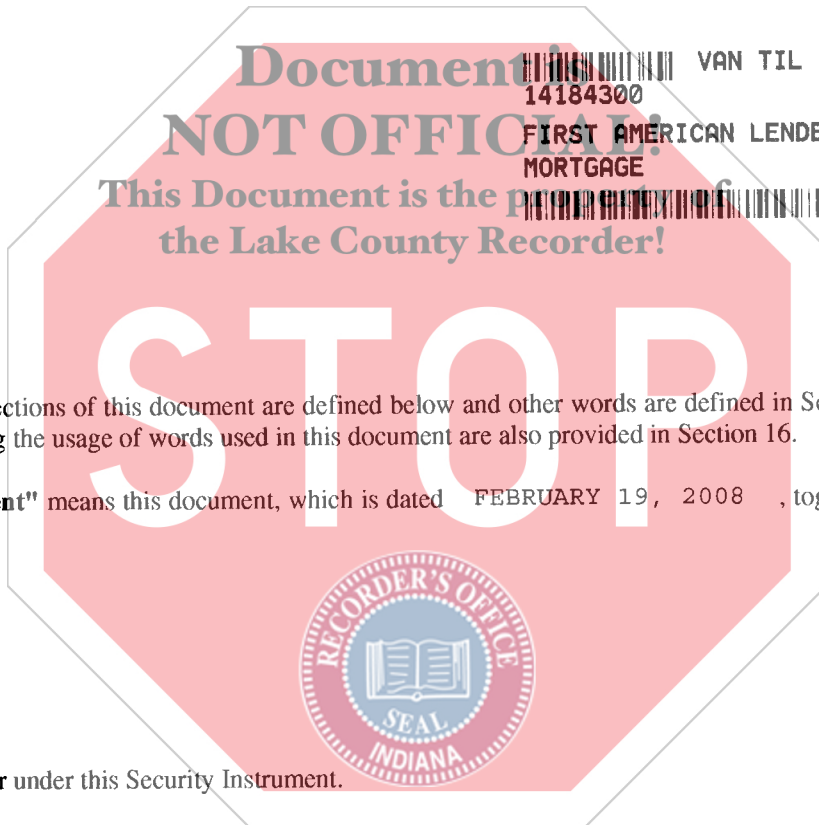 Document is
VAN TIL
14184300
NOT OFFICIAL!
FIRST AMERICAN LENDE
MORTGAGE
This Document is the property of
the Lake County Recorder!
STOP
ctions of this document are defined below and other words are defined in Se
g the usage of words used in this document are also provided in Section 16.
nt" means this document, which is dated FEBRUARY 19, 2008 , tog
RECORDER'S OFFICE
SEAL
INDIANA
r under this Security Instrument.